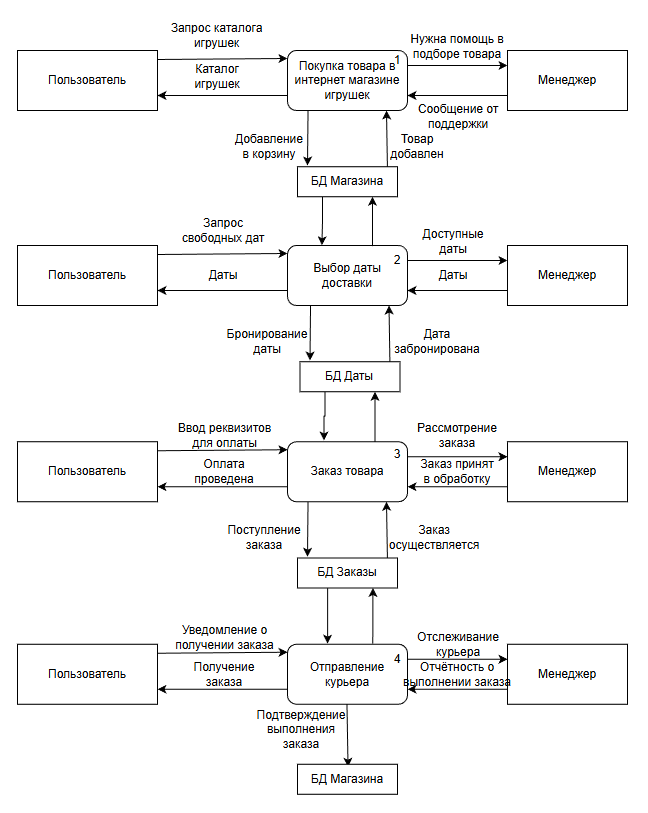 Запрос каталога
игрушек
Нужна помощь в
подборе товара
Пользователь
1
Покупка товара в
интернет магазине
игрушек
Менеджер
Каталог
игрушек
Сообщение от
поддержки
Добавление
в корзину
Товар
добавлен
БД Магазина
Запрос
свободных дат
Доступные
даты
Пользователь
Даты
2
Выбор даты
доставки
Даты
Менеджер
Бронирование
даты
Дата
забронирована
БД Даты
Ввод реквизитов
для оплаты
Рассмотрение
заказа
Пользователь
Оплата
проведена
3
Заказ товара
Заказ принят
в обработку
Менеджер
Поступление
заказа
Заказ
осуществляется
БД Заказы
Уведомление о
получении заказа
Отслеживание
курьера
Пользователь
Получение
заказа
4
Отправление
курьера
Отчётность о
выполнении заказа
Менеджер
Подтверждение
выполнения
заказа
БД Магазина